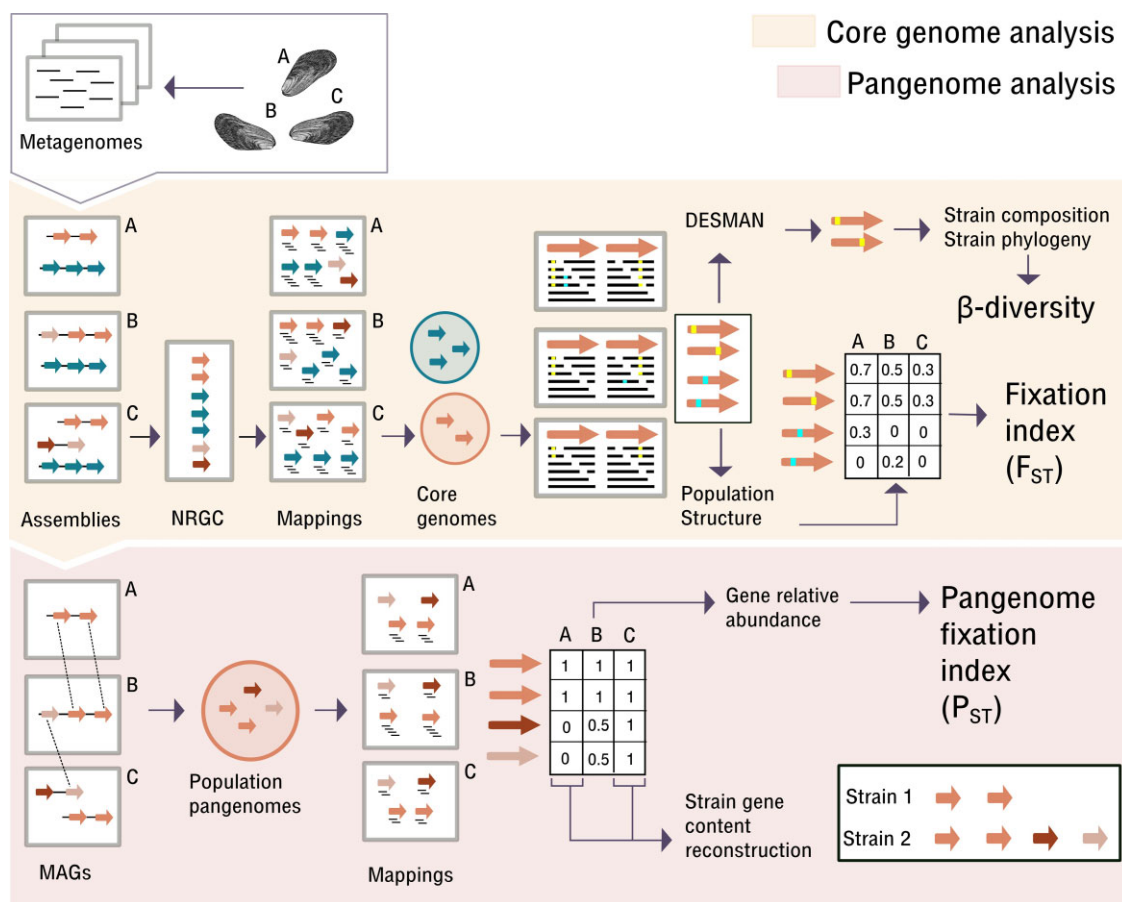 Core genome analysis
Pangenome analysis
A
B
C
Metagenomes
A
B
C
Assemblies
NRGC
A
B
C
Mappings
Core
genomes
DESMAN
Strain composition
Strain phylogeny
β-diversity
Population
Structure
A B C
0.7 0.5 0.3
0.7 0.5 0.3
0.3 0 0
0 0.2 0
Fixation
index
(FST)
A
B
C
MAGs
Population
pangenomes
A
B
C
Mappings
A B C
1 1 1
1 1 1
0 0.5 1
0 0.5 1
Gene relative
abundance
Pangenome
fixation
index
(PST)
Strain gene
content
reconstruction
Strain 1
Strain 2